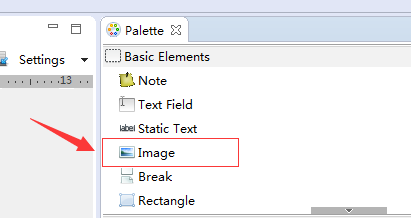 Palette
Settings
13
Basic Elements
Note
Text Field
label Static Text
Image
Break
Rectangle